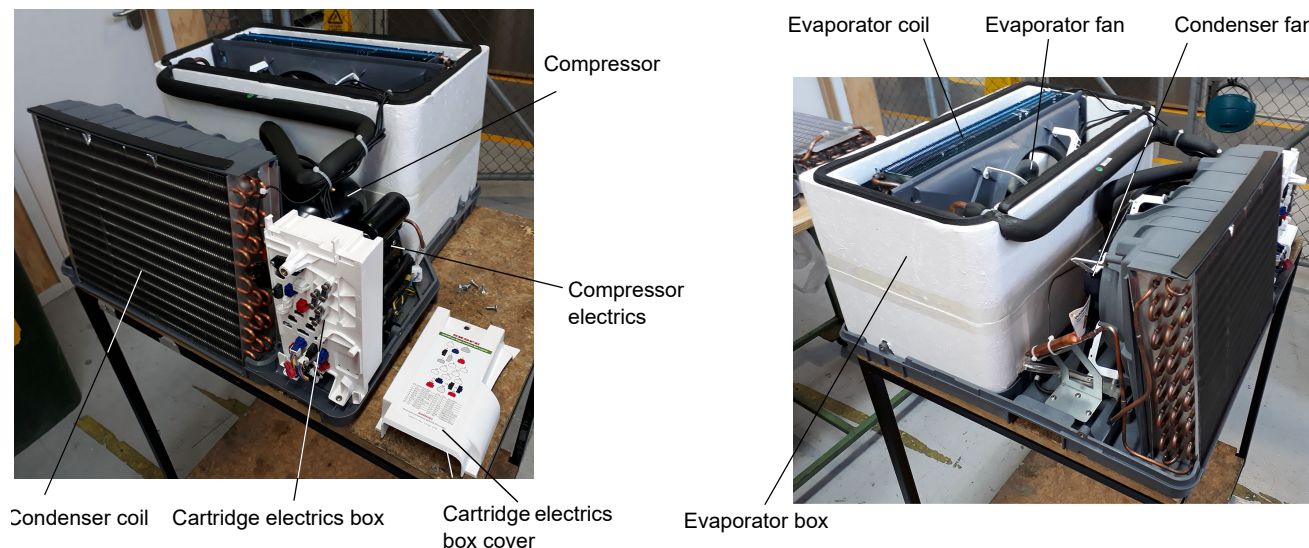 Evaporator coil
Evaporator fan
Condenser fan
Compressor
Compressor
electrics
Condenser coil
Cartridge electrics box
Cartridge electrics
box cover
Evaporator box